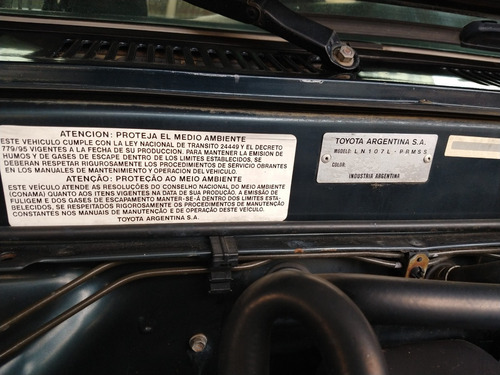 ATENCION: PROTEJA EL MEDIO AMBIENTE
ESTE VEHICULO CUMPLE CON LA LEY NACIONAL DE TRANSITO 24449 Y EL DECRETO
779/95 VIGENTES A LA FECHA DE SU PRODUCCION. PARA MANTENER LA EMISION DE
HUMOS Y DE GASES DE ESCAPE DENTRO DE LOS LIMITES ESTABLECIDOS, SE
DEBERAN RESPETAR RIGUROSAMENTE LOS PROCEDIMIENTOS DE SERVICIO OBRANTES
EN LOS MANUALES DE MANTENIMIENTO Y OPERACION DEL VEHICULO.
ATENÇÃO: PROTEÇÃO AO MEIO AMBIENTE
ESTE VEÍCULO ATENDE AS RESOLUÇÕES DO CONSELHO NACIONAL DO MEIO AMBIENTE
(CONAMA) QUANTO AOS ITENS VIGENTES NA DATA DE SUA PRODUÇÃO. A EMISSÃO DE
FULIGEM E DOS GASES DE ESCAPAMENTO MANTER-SE-Á DENTRO DOS LIMITES ESTA-
BELECIDOS, SE RESPEITADOS RIGOROSAMENTE OS PROCEDIMENTOS DE MANUTENÇÃO
CONSTANTES NOS MANUAIS DE MANUTENÇÃO E DE OPERAÇÃO DESTE VEÍCULO.
TOYOTA ARGENTINA S.A.
TOYOTA ARGENTINA S.A.
MODELO: LN107L-PRMSS
COLOR:
INDUSTRIA ARGENTINA